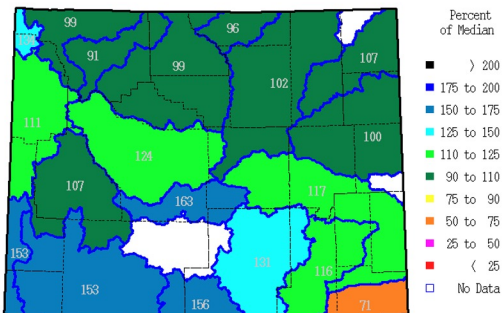 99
96
Percent
of Median
107
91
99
102
111
124
100
107
117
163
153
131
116
153
156
71
> 200
175 to 200
150 to 175
125 to 150
110 to 125
90 to 110
75 to 90
50 to 75
25 to 50
< 25
No Data